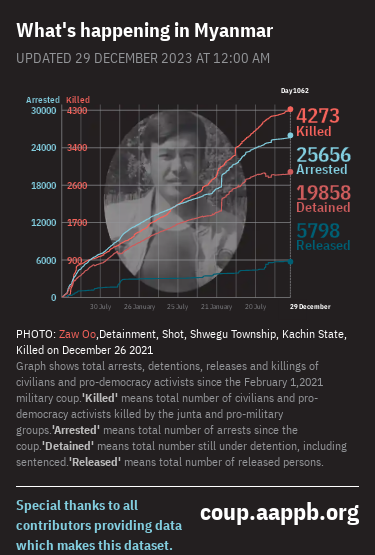 What's happening in Myanmar
UPDATED 29 DECEMBER 2023 AT 12:00 AM
Day1062
Arrested Killed
30000 4300
24000 3400
18000 2600
12000 1700
6000 900
0
4273
Killed
25656
Arrested
19858
Detained
5798
Released
30 July 26 January 25 July 21 January 20 July 29 December
PHOTO: Zaw Oo,Detainment, Shot, Shwegu Township, Kachin State,
Killed on December 26 2021
Graph shows total arrests, detentions, releases and killings of
civilians and pro-democracy activists since the February 1,2021
military coup.'Killed' means total number of civilians and pro-
democracy activists killed by the junta and pro-military
groups.'Arrested' means total number of arrests since the
coup.'Detained' means total number still under detention, including
sentenced.'Released' means total number of released persons.
Special thanks to all
contributors providing data
which makes this dataset.
coup.aappb.org